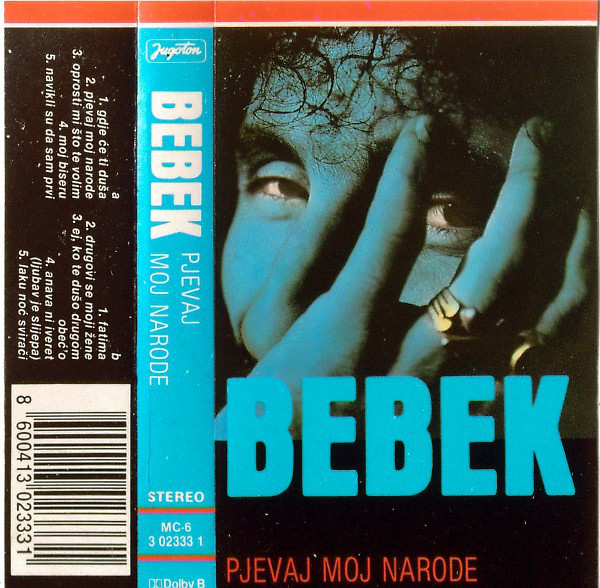 a
1. gdje će ti duša
2. pjevaj moj narode
3. oprosti mi što te volim
4. moj biseru
5. navikli su da sam prvi
b
1. fatima
2. drugovi se moji žene
3. ej, ko te dušo drugom
obeć'o
4. anava ni iveret
(ljubav je slijepa)
5. laku noć svirači
8 600413 023331
Jugoton
BEBEK
PJEVAJ
MOJ NARODE
STEREO
MC-6
3 02333 1
Dolby B
BEBEK
PJEVAJ MOJ NARODE